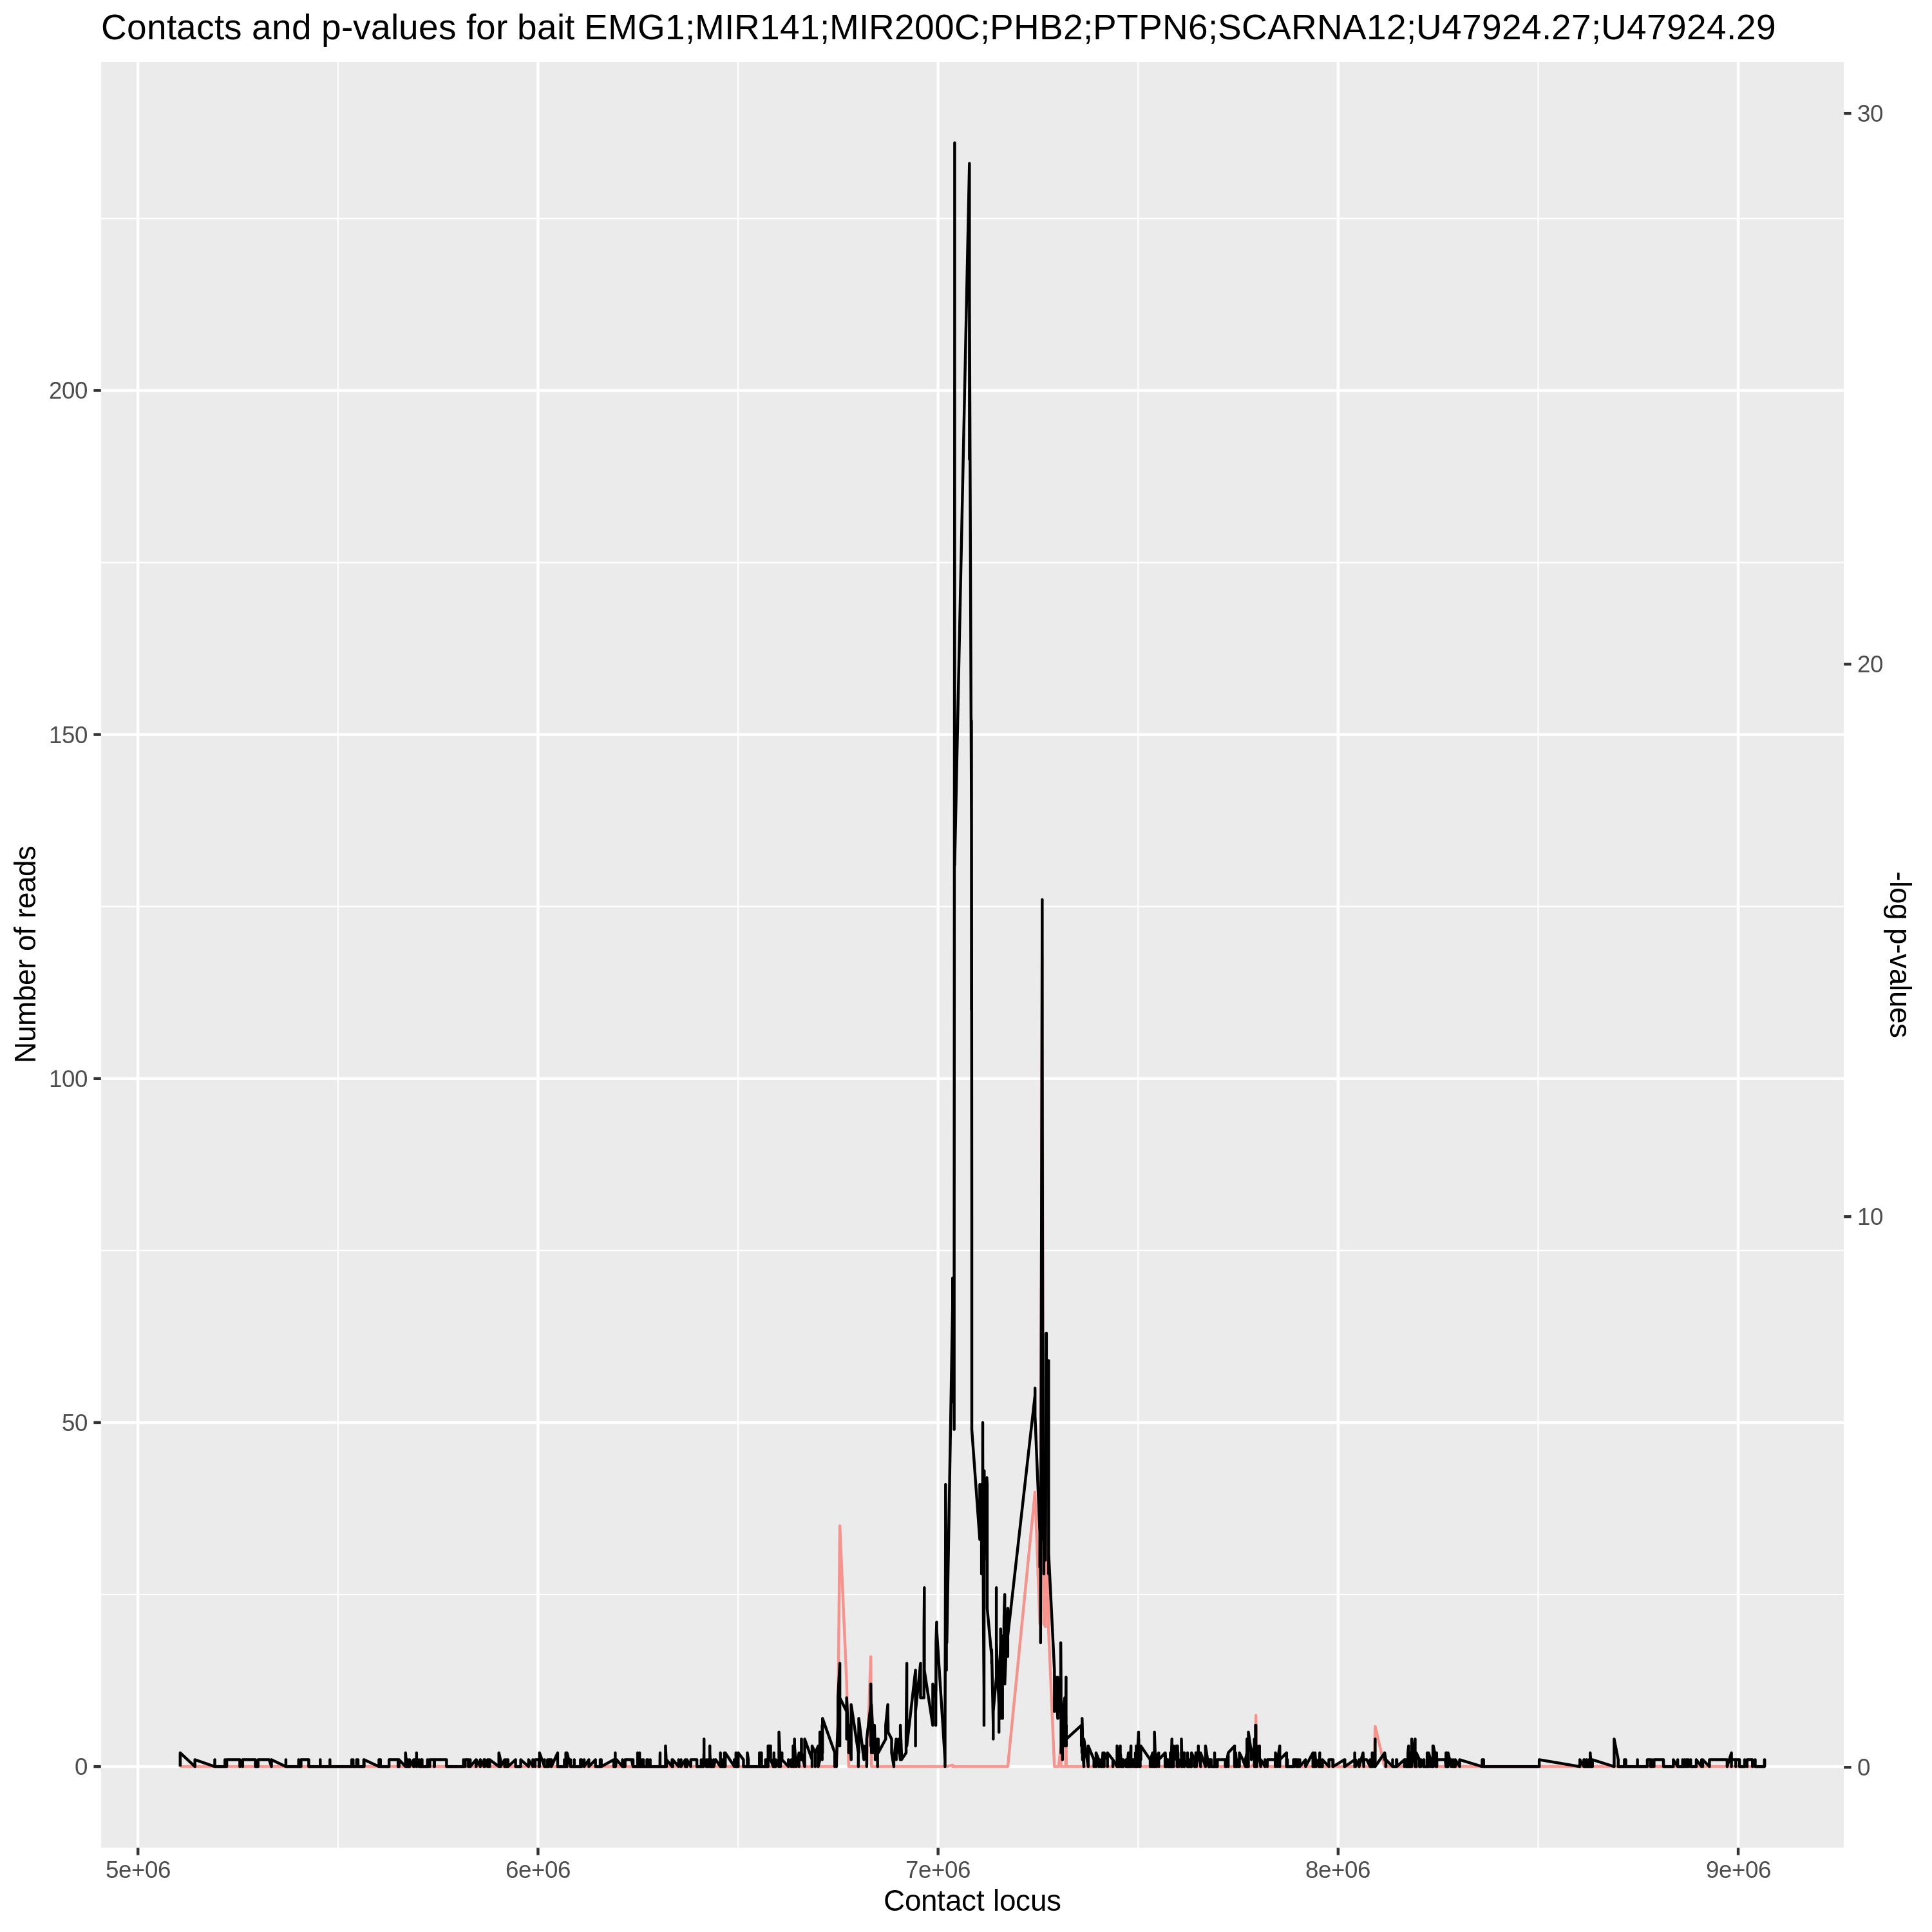 Contacts and p-values for bait EMG1;MIR141;MIR200C;PHB2;PTPN6;SCARNA12;U47924.27;U47924.29
30
200
20
150
Number of reads
-log p-values
100
10
50
0
0
5e+06
6e+06
7e+06
8e+06
9e+06
Contact locus